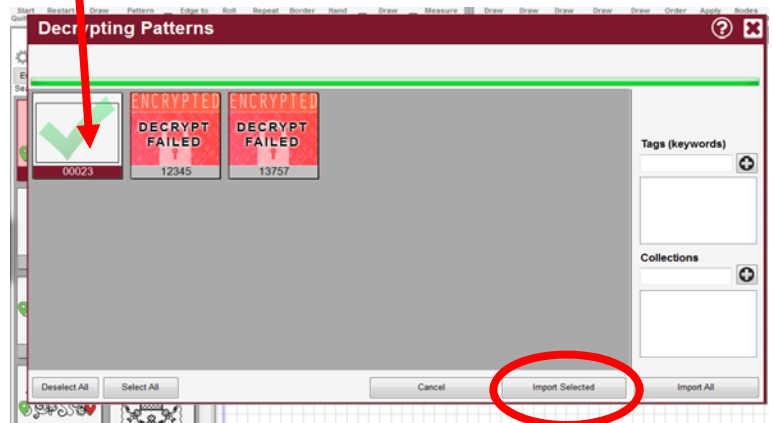 Start Restart Draw Pattern Edge to Roll Repeat Border Hand Draw Measure Draw Draw Draw Draw Draw Order Apply Nodes
Decrypting Patterns
ENCRYPTED
DECRYPT
FAILED
ENCRYPTED
DECRYPT
FAILED
00023
12345
13757
Tags (keywords)
Collections
Deselect All
Select All
Cancel
Import Selected
Import All